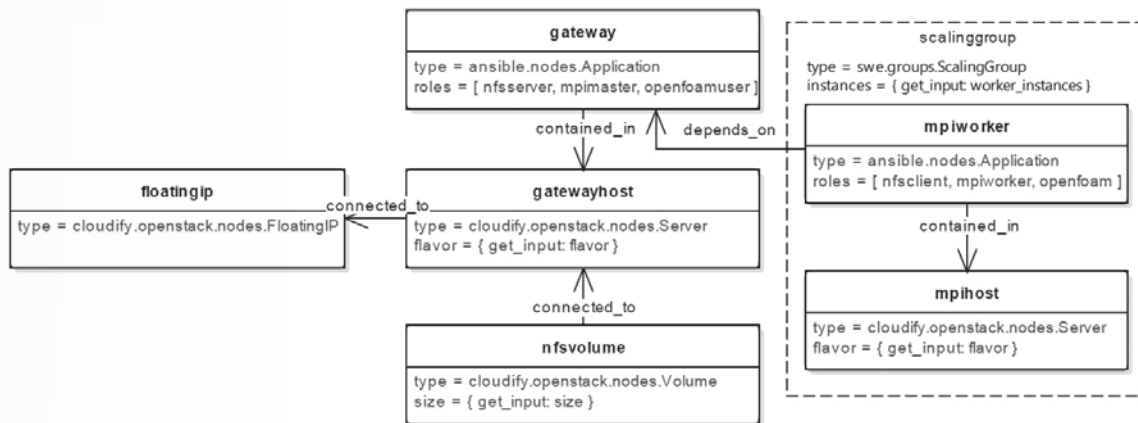 gateway
type = ansible.nodes.Application
roles = [ nfsserver, mpimaster, openfoamuser ]
scalinggroup
type = swe.groups.ScalingGroup
instances = { get_input: worker_instances }
contained_in
depends_on
mpiworker
type = ansible.nodes.Application
roles = [ nfsclient, mpiworker, openfoam ]
floatingip
type = cloudify.openstack.nodes.FloatingIP
connected_to
gatewayhost
type = cloudify.openstack.nodes.Server
flavor = { get_input: flavor }
contained_in
connected_to
mpihost
type = cloudify.openstack.nodes.Server
flavor = { get_input: flavor }
nfsvolume
type = cloudify.openstack.nodes.Volume
size = { get_input: size }